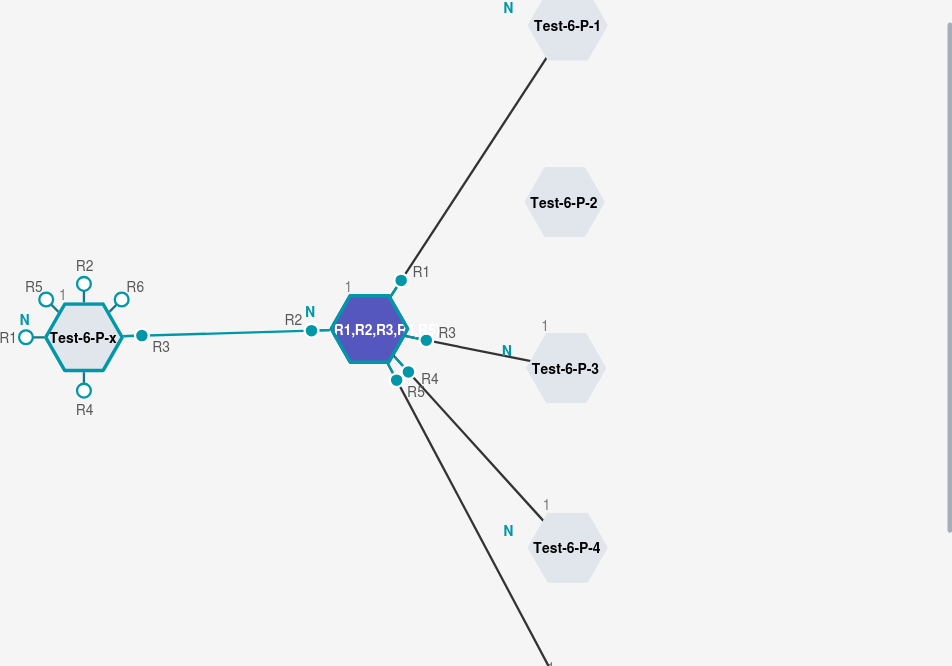 N
Test-6-P-1
Test-6-P-2
R2
R5
1
R6
N
R1
Test-6-P-x
R3
R4
N
R2
1
R1
R1,R2,R3,
R3
R4
R5
1
N
Test-6-P-3
1
N
Test-6-P-4